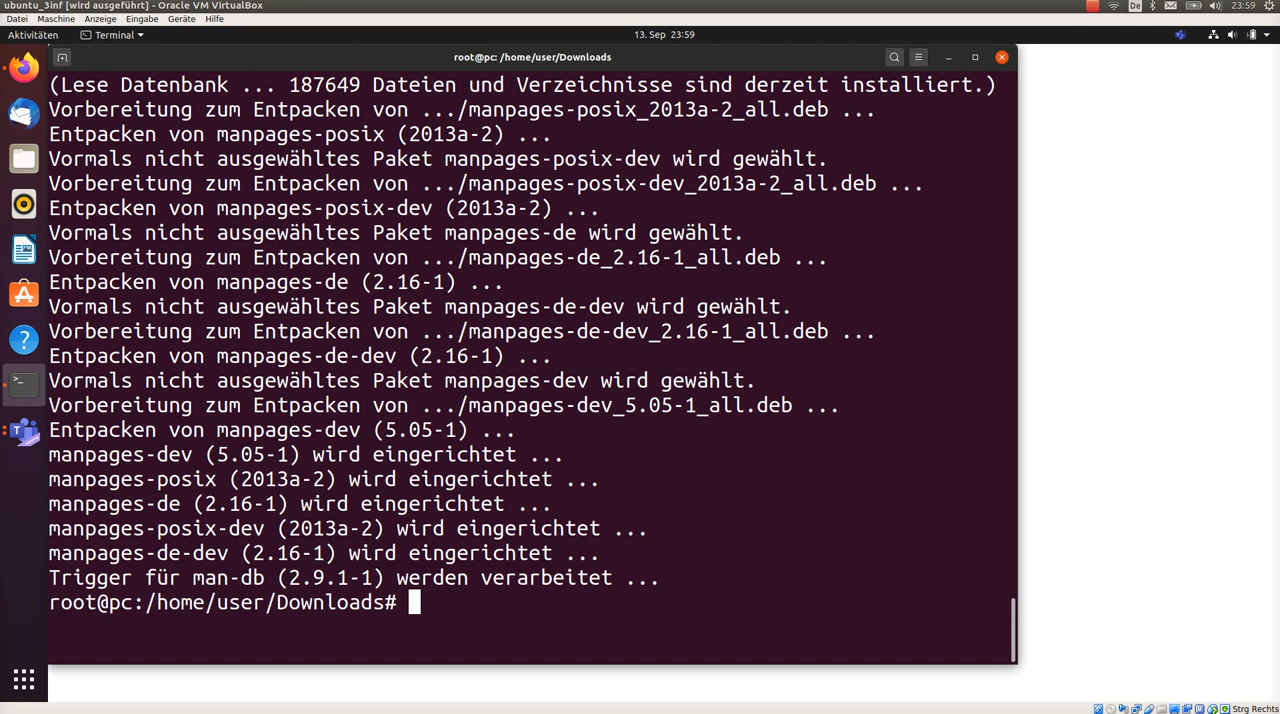 ubuntu_3inf [wird ausgeführt] - Oracle VM VirtualBox
De
23:59
Datei Maschine Anzeige Eingabe Geräte Hilfe
Aktivitäten
Terminal
13. Sep 23:59
root@pc: /home/user/Downloads
(Lese Datenbank ... 187649 Dateien und Verzeichnisse sind derzeit installiert.)
Vorbereitung zum Entpacken von .../manpages-posix_2013a-2_all.deb ...
Entpacken von manpages-posix (2013a-2) ...
Vormals nicht ausgewähltes Paket manpages-posix-dev wird gewählt.
Vorbereitung zum Entpacken von .../manpages-posix-dev_2013a-2_all.deb ...
Entpacken von manpages-posix-dev (2013a-2) ...
Vormals nicht ausgewähltes Paket manpages-de wird gewählt.
Vorbereitung zum Entpacken von .../manpages-de_2.16-1_all.deb ...
Entpacken von manpages-de (2.16-1) ...
Vormals nicht ausgewähltes Paket manpages-de-dev wird gewählt.
Vorbereitung zum Entpacken von .../manpages-de-dev_2.16-1_all.deb ...
Entpacken von manpages-de-dev (2.16-1) ...
Vormals nicht ausgewähltes Paket manpages-dev wird gewählt.
Vorbereitung zum Entpacken von .../manpages-dev_5.05-1_all.deb ...
Entpacken von manpages-dev (5.05-1) ...
manpages-dev (5.05-1) wird eingerichtet ...
manpages-posix (2013a-2) wird eingerichtet ...
manpages-de (2.16-1) wird eingerichtet ...
manpages-posix-dev (2013a-2) wird eingerichtet ...
manpages-de-dev (2.16-1) wird eingerichtet ...
Trigger für man-db (2.9.1-1) werden verarbeitet ...
root@pc:/home/user/Downloads#
Strg Rechts